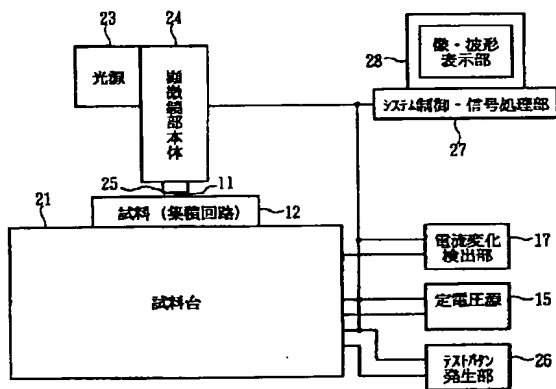 23
24
光源
顕微鏡部本体
28
像・波形
表示部
システム制御・信号処理部
27
25
11
21
試料（集積回路）
12
試料台
電流変化
検出部
17
定電圧源
15
テストパタン
発生部
26